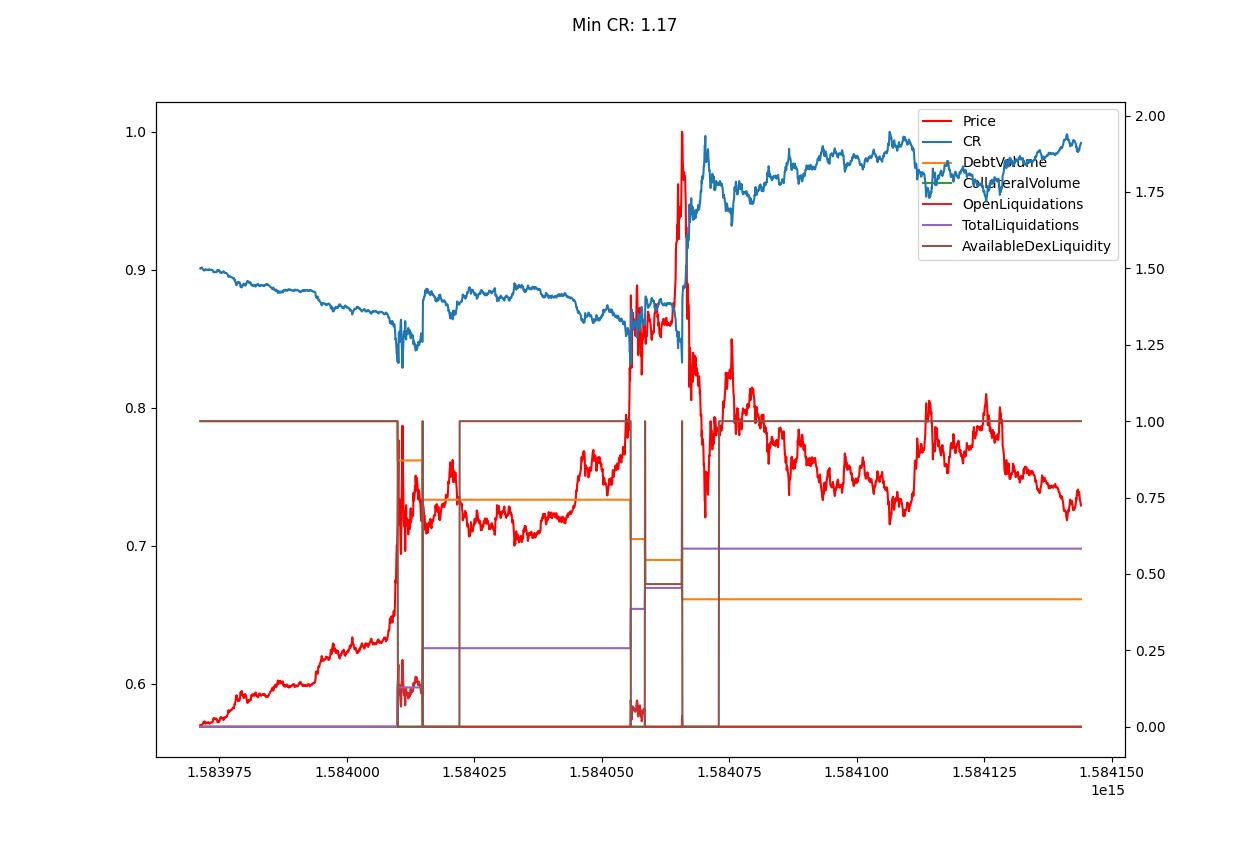 Min CR: 1.17
1.0
0.9
0.8
0.7
0.6
2.00
1.75
1.50
1.25
1.00
0.75
0.50
0.25
0.00
Price
CR
DebtVolume
CollateralVolume
OpenLiquidations
TotalLiquidations
AvailableDexLiquidity
1.583975 1.584000 1.584025 1.584050 1.584075 1.584100 1.584125 1.584150
1e15